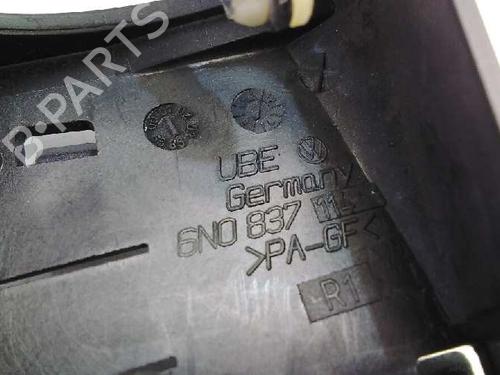 B-PARTS
UBE
Germany
6N0 837
>PA-GF<
R1